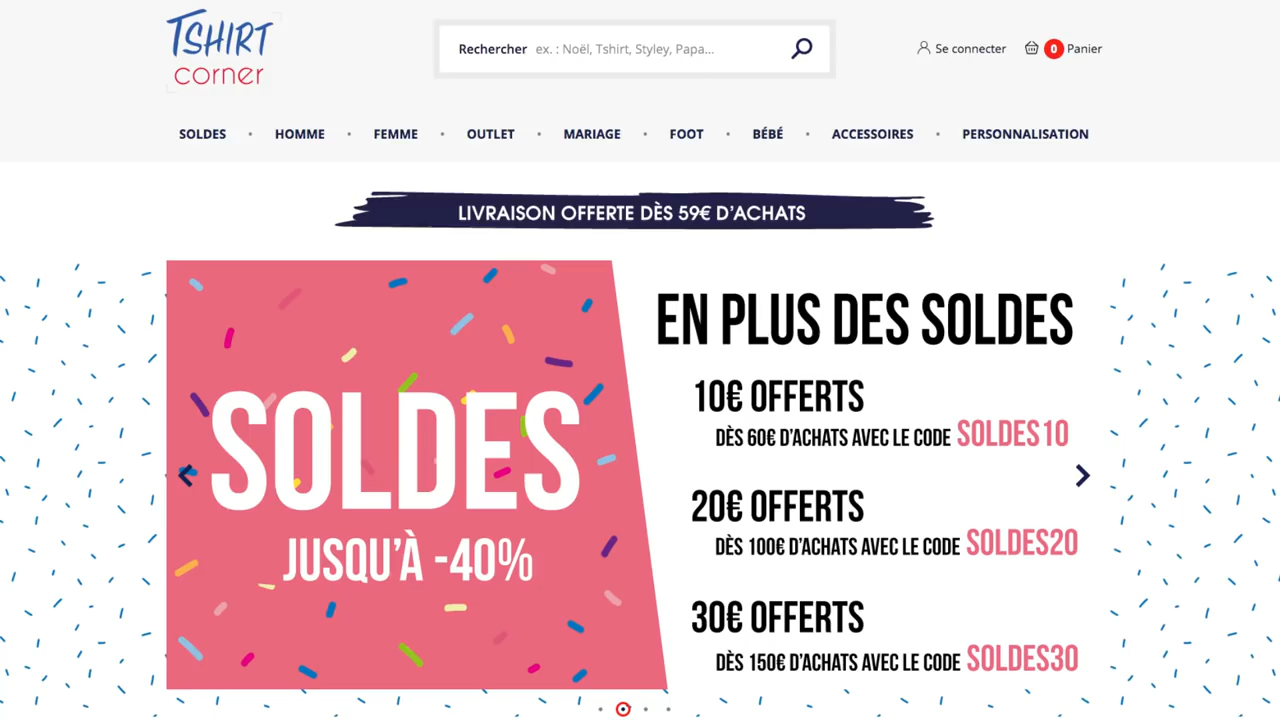 TSHIRT
corner
Rechercher ex. : Noël, Tshirt, Styley, Papa...
Se connecter
0 Panier
SOLDES • HOMME • FEMME • OUTLET • MARIAGE • FOOT • BÉBÉ • ACCESSOIRES • PERSONNALISATION
LIVRAISON OFFERTE DÈS 59€ D'ACHATS
SOLDES
JUSQU'À -40%
EN PLUS DES SOLDES
10€ OFFERTS
DÈS 60€ D'ACHATS AVEC LE CODE SOLDES10
20€ OFFERTS
DÈS 100€ D'ACHATS AVEC LE CODE SOLDES20
30€ OFFERTS
DÈS 150€ D'ACHATS AVEC LE CODE SOLDES30